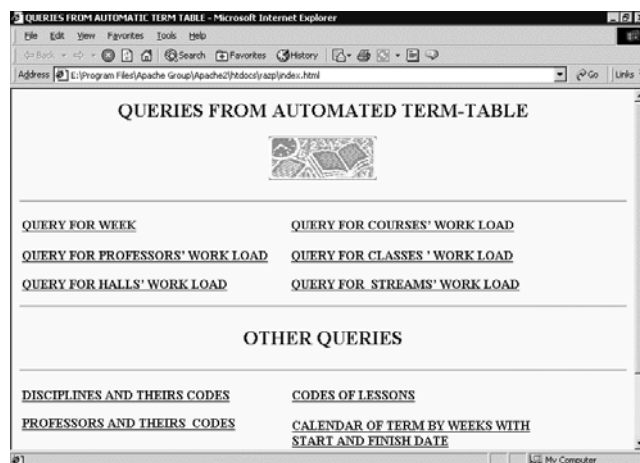 QUERIES FROM AUTOMATIC TERM TABLE - Microsoft Internet Explorer
File Edit View Favorites Tools Help
Back Search Favorites History
Address E:\Program Files\Apache Group\Apache2\htdocs\razp\index.html Go Links
QUERIES FROM AUTOMATED TERM-TABLE
QUERY FOR WEEK QUERY FOR COURSES' WORK LOAD
QUERY FOR PROFESSORS' WORK LOAD QUERY FOR CLASSES ' WORK LOAD
QUERY FOR HALLS' WORK LOAD QUERY FOR STREAMS' WORK LOAD
OTHER QUERIES
DISCIPLINES AND THEIRS CODES CODES OF LESSONS
PROFESSORS AND THEIRS CODES CALENDAR OF TERM BY WEEKS WITH
START AND FINISH DATE
My Computer